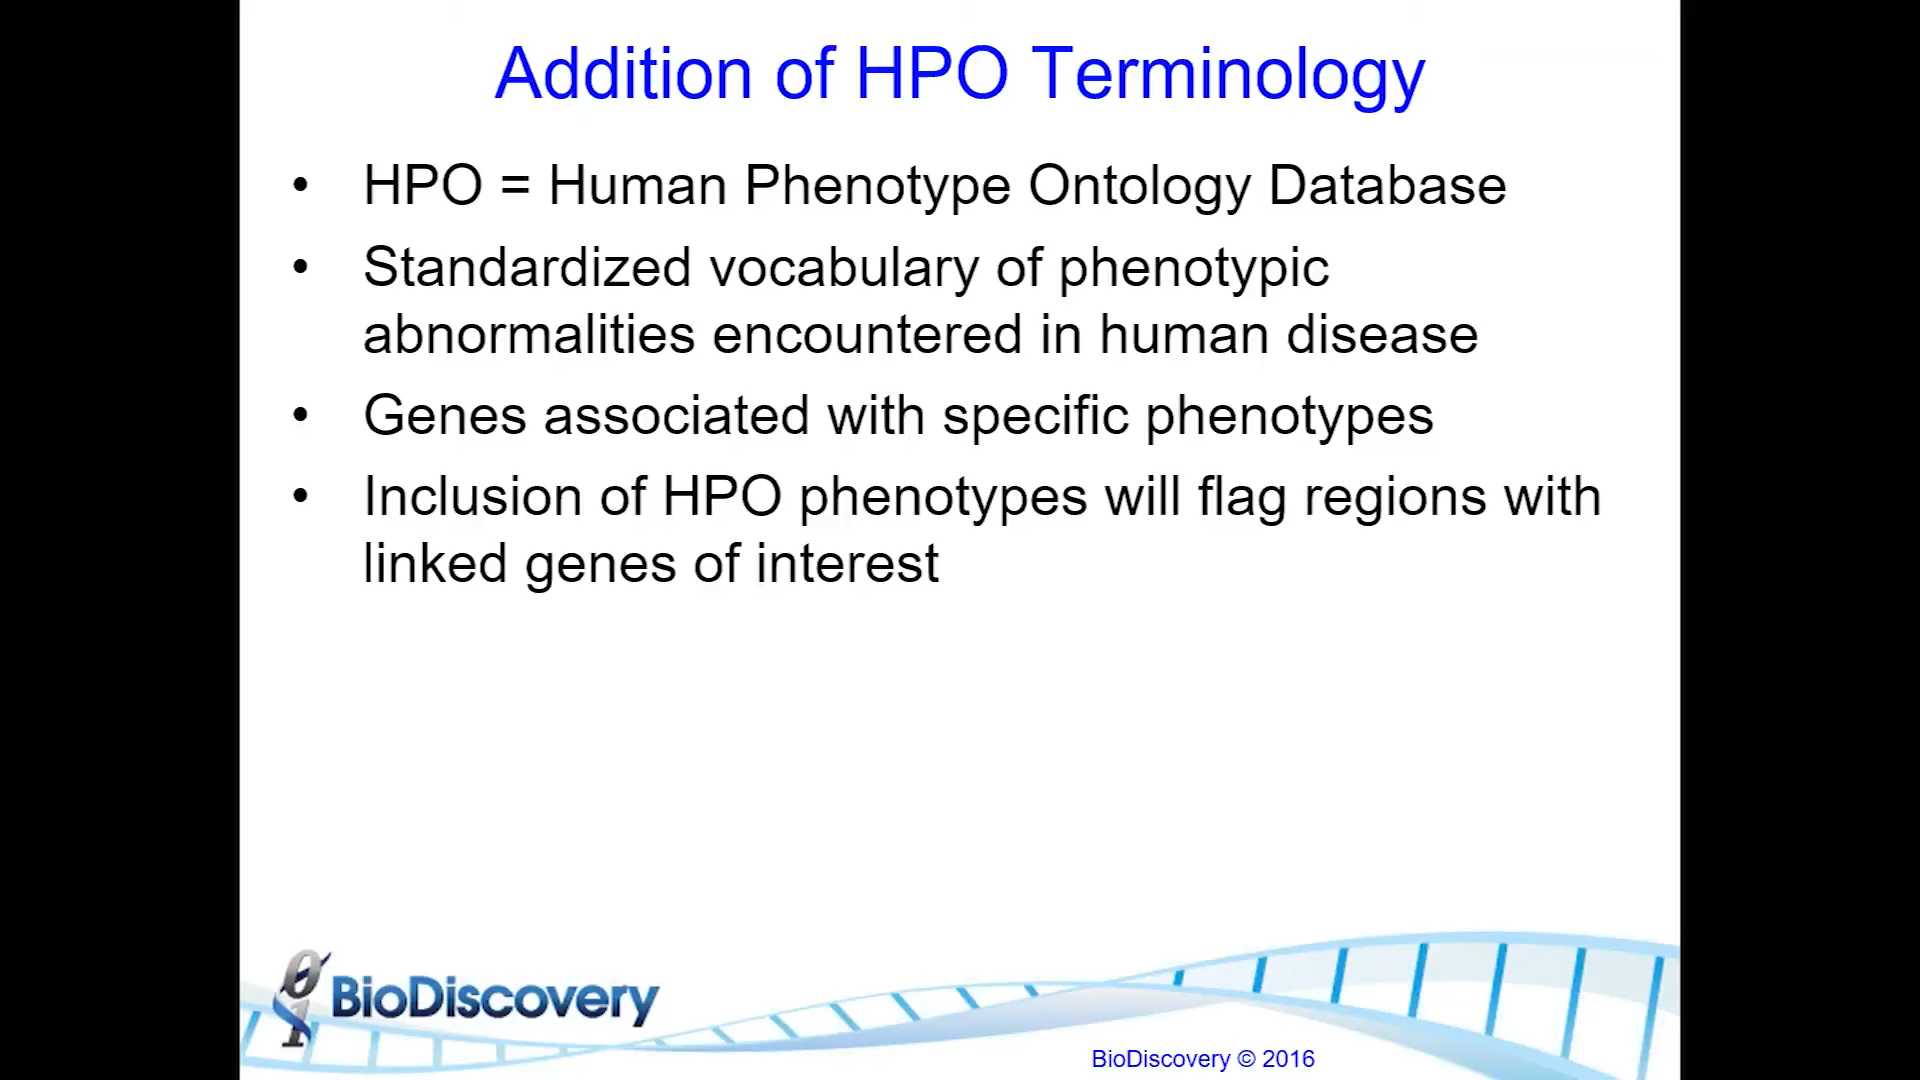 Addition of HPO Terminology
• HPO = Human Phenotype Ontology Database
• Standardized vocabulary of phenotypic
abnormalities encountered in human disease
• Genes associated with specific phenotypes
• Inclusion of HPO phenotypes will flag regions with
linked genes of interest
01 BioDiscovery
BioDiscovery © 2016